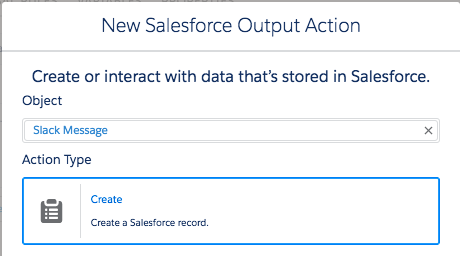 New Salesforce Output Action
Create or interact with data that's stored in Salesforce.
Object
Slack Message
Action Type
Create
Create a Salesforce record.